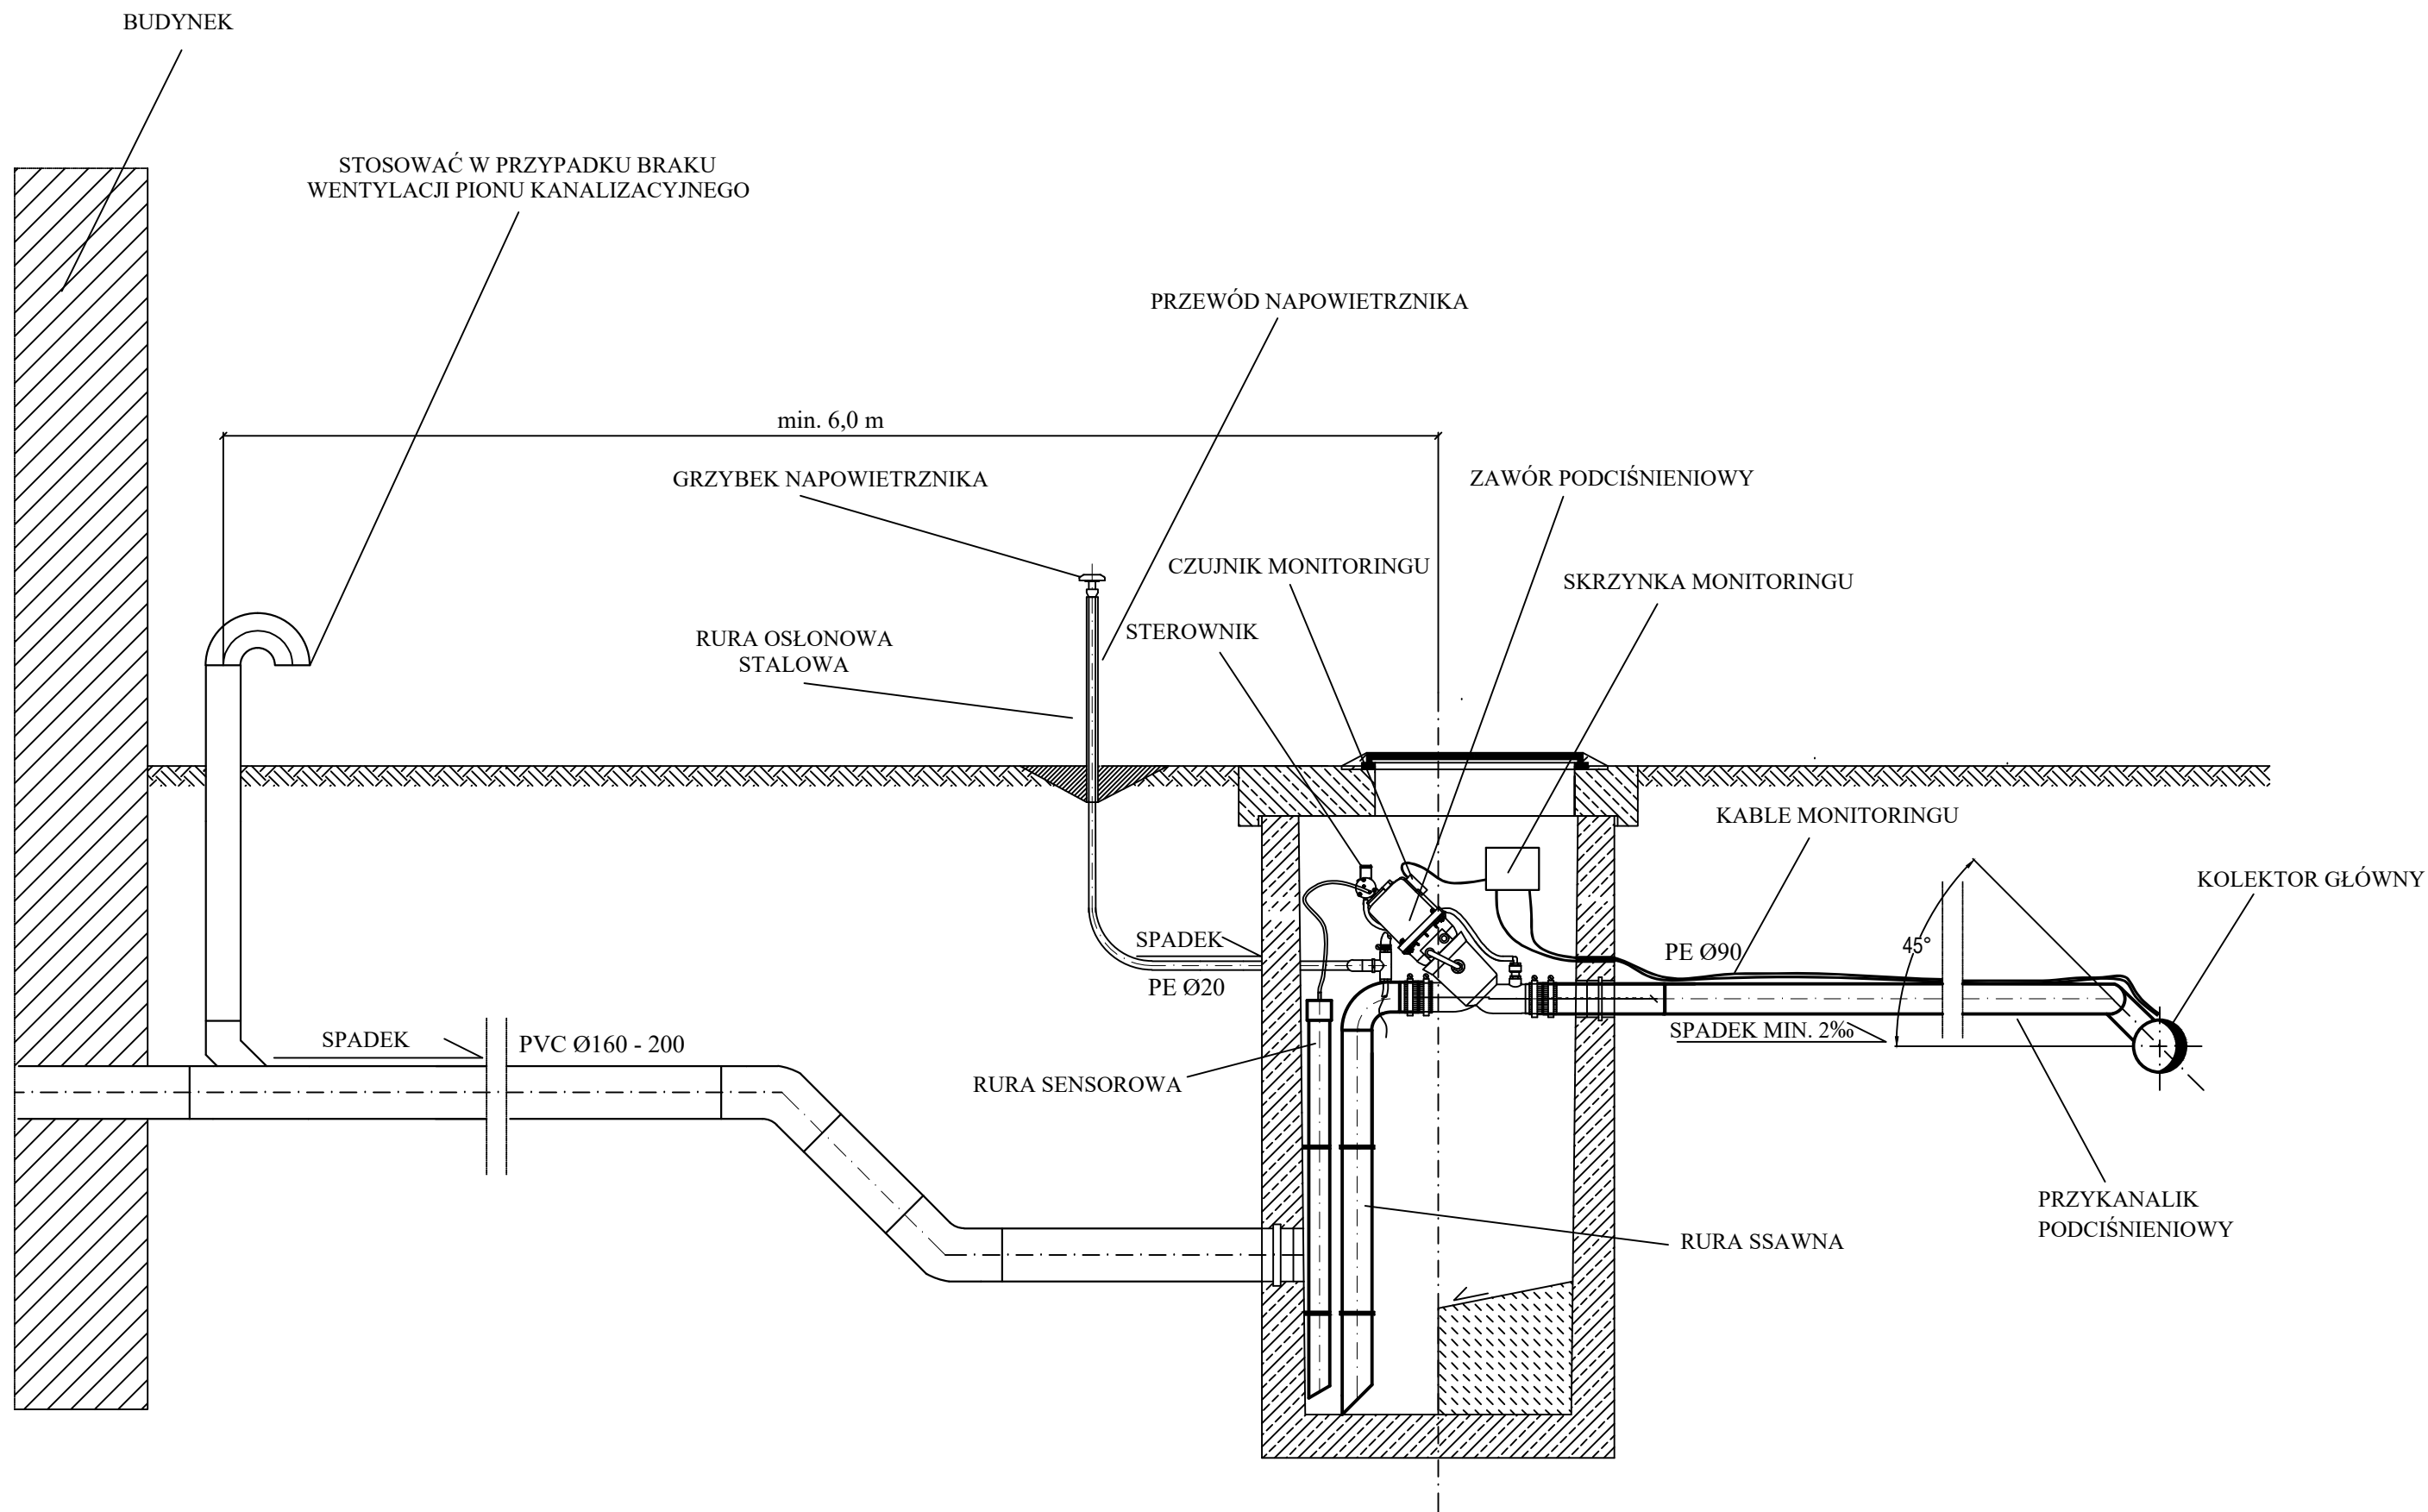 BUDYNEK
STOSOWAĆ W PRZYPADKU BRAKU
WENTYLACJI PIONU KANALIZACYJNEGO
PRZEWÓD NAPOWIETRZNIKA
min. 6,0 m
GRZYBEK NAPOWIETRZNIKA
ZAWÓR PODCIŚNIENIOWY
CZUJNIK MONITORINGU
SKRZYNKA MONITORINGU
RURA OSŁONOWA
STALOWA
STEROWNIK
KABLE MONITORINGU
KOLEKTOR GŁÓWNY
SPADEK
PE Ø90
45°
PE Ø20
SPADEK
PVC Ø160 - 200
SPADEK MIN. 2‰
RURA SENSOROWA
PRZYKANALIK
PODCIŚNIENIOWY
RURA SSAWNA